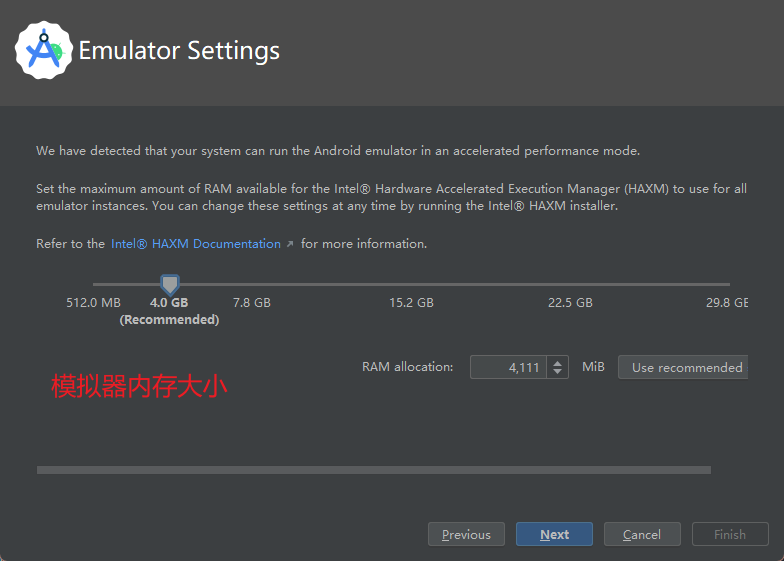 Emulator Settings
We have detected that your system can run the Android emulator in an accelerated performance mode.
Set the maximum amount of RAM available for the Intel® Hardware Accelerated Execution Manager (HAXM) to use for all
emulator instances. You can change these settings at any time by running the Intel® HAXM installer.
Refer to the Intel® HAXM Documentation ↗ for more information.
512.0 MB 4.0 GB 7.8 GB 15.2 GB 22.5 GB 29.8 GE
(Recommended)
RAM allocation: 4,111 MiB Use recommended
模拟器内存大小
Previous Next Cancel Finish